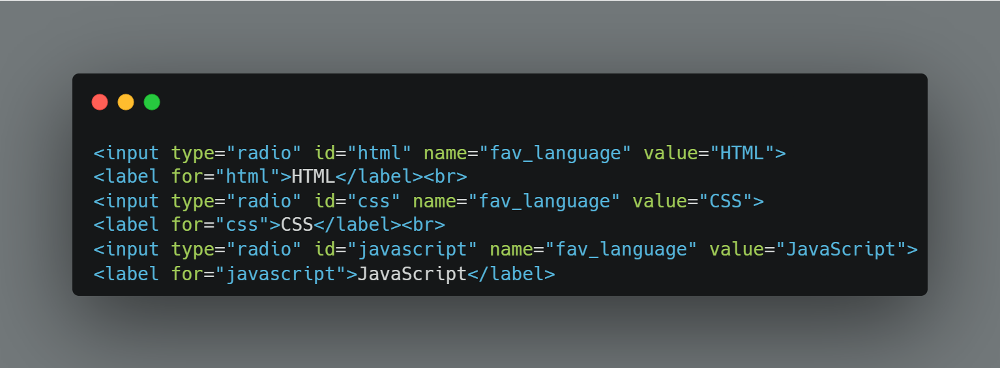 <input type="radio" id="html" name="fav_language" value="HTML">
<label for="html">HTML</label><br>
<input type="radio" id="css" name="fav_language" value="CSS">
<label for="css">CSS</label><br>
<input type="radio" id="javascript" name="fav_language" value="JavaScript">
<label for="javascript">JavaScript</label>